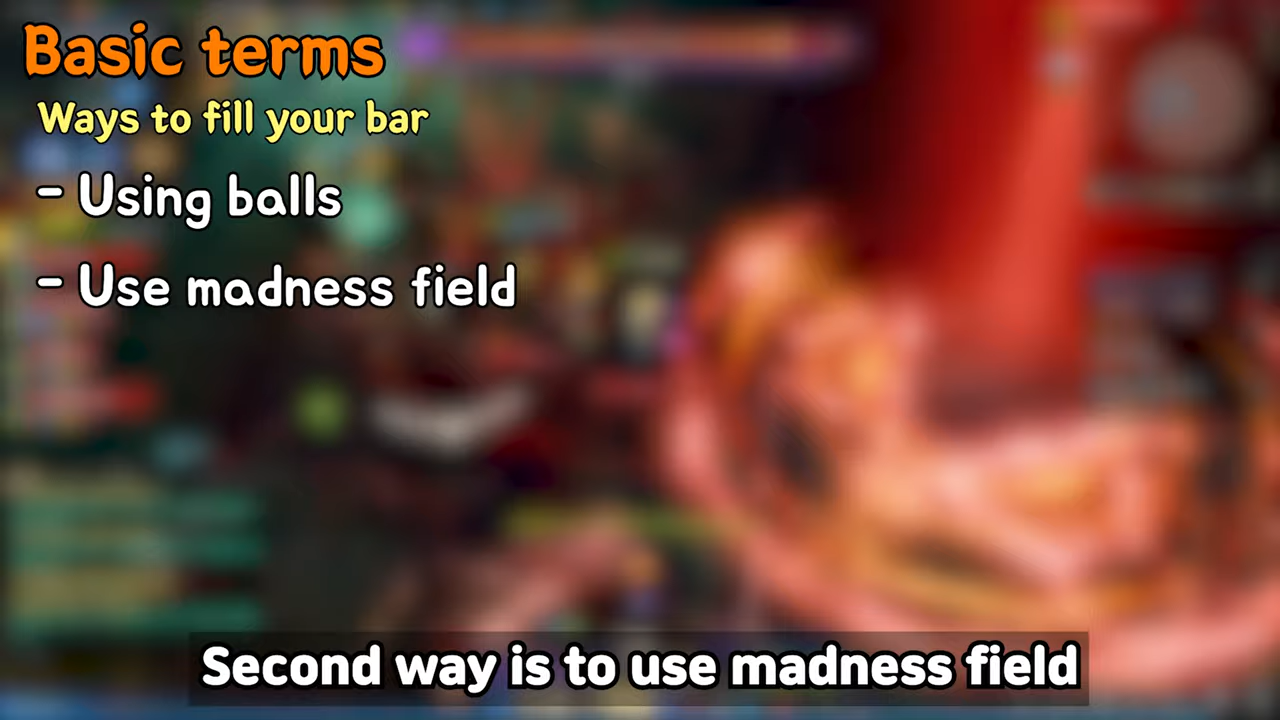 Basic terms
Ways to fill your bar
- Using balls
- Use madness field
Second way is to use madness field